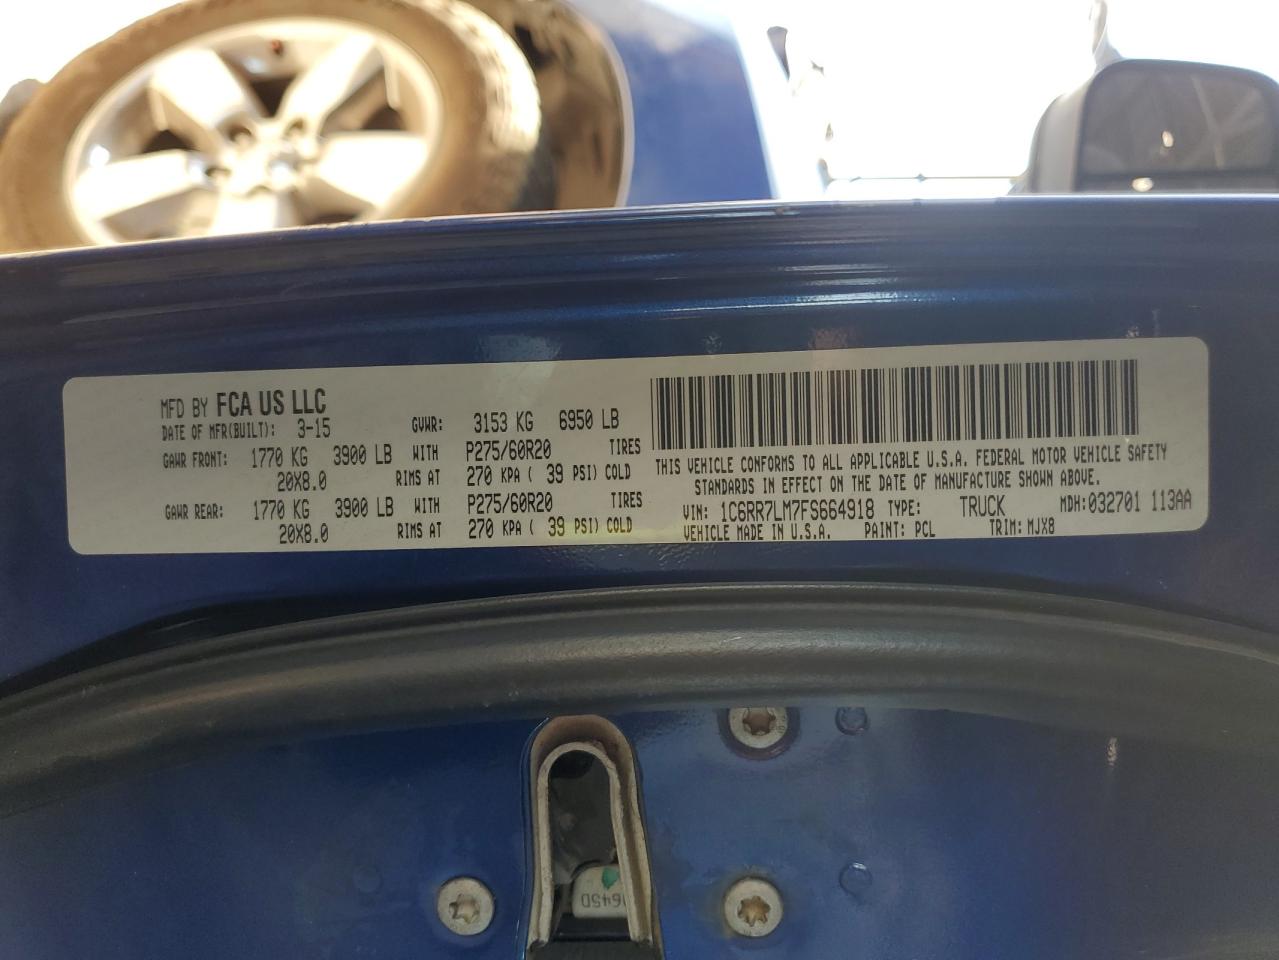 MFD BY FCA US LLC
DATE OF MFR(BUILT): 3-15 GVWR: 3153 KG 6950 LB
GAWR FRONT: 1770 KG 3900 LB WITH P275/60R20 TIRES
20X8.0 RIMS AT 270 KPA ( 39 PSI) COLD
GAWR REAR: 1770 KG 3900 LB WITH P275/60R20 TIRES
20X8.0 RIMS AT 270 KPA ( 39 PSI) COLD
THIS VEHICLE CONFORMS TO ALL APPLICABLE U.S.A. FEDERAL MOTOR VEHICLE SAFETY
STANDARDS IN EFFECT ON THE DATE OF MANUFACTURE SHOWN ABOVE.
VIN: 1C6RR7LM7FS664918 TYPE: TRUCK MDH: 032701 113AA
VEHICLE MADE IN U.S.A. PAINT: PCL TRIM: MJX8